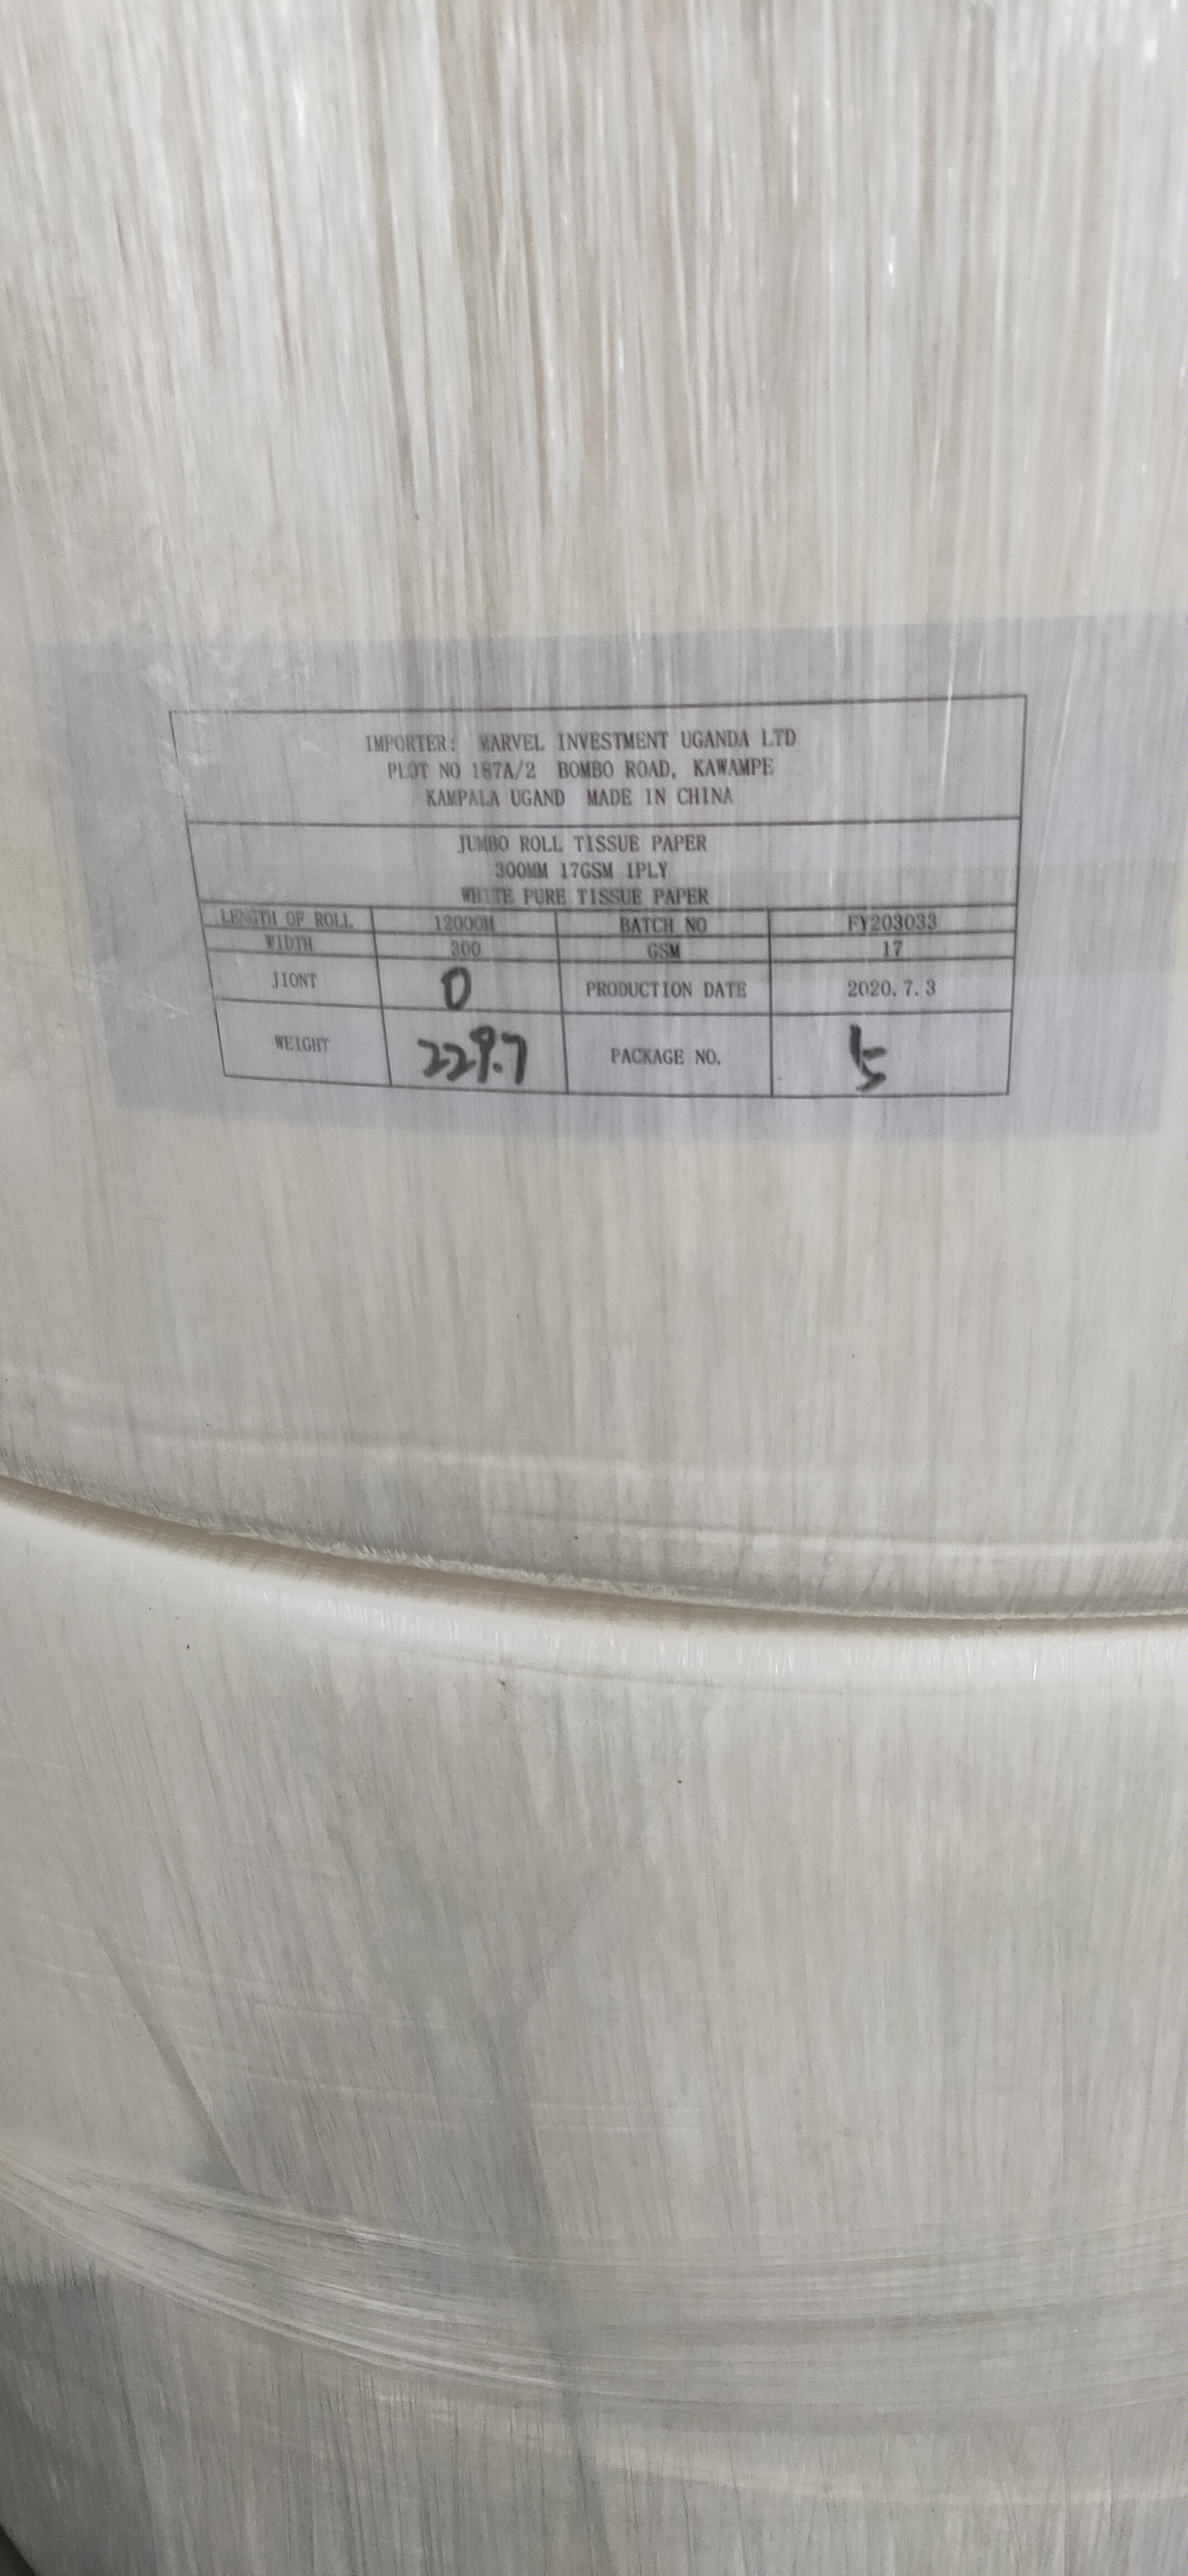 IMPORTER: MARVEL INVESTMENT UGANDA LTD
PLOT NO 187A/2 BOMBO ROAD, KAWAMPE
KAMPALA UGAND MADE IN CHINA
JUMBO ROLL TISSUE PAPER
300MM 17GSM 1PLY
WHITE PURE TISSUE PAPER
LENGTH OF ROLL 12000M BATCH NO FY203033
WIDTH 300 GSM 17
JIONT 0 PRODUCTION DATE 2020.7.3
WEIGHT 229.7 PACKAGE NO.